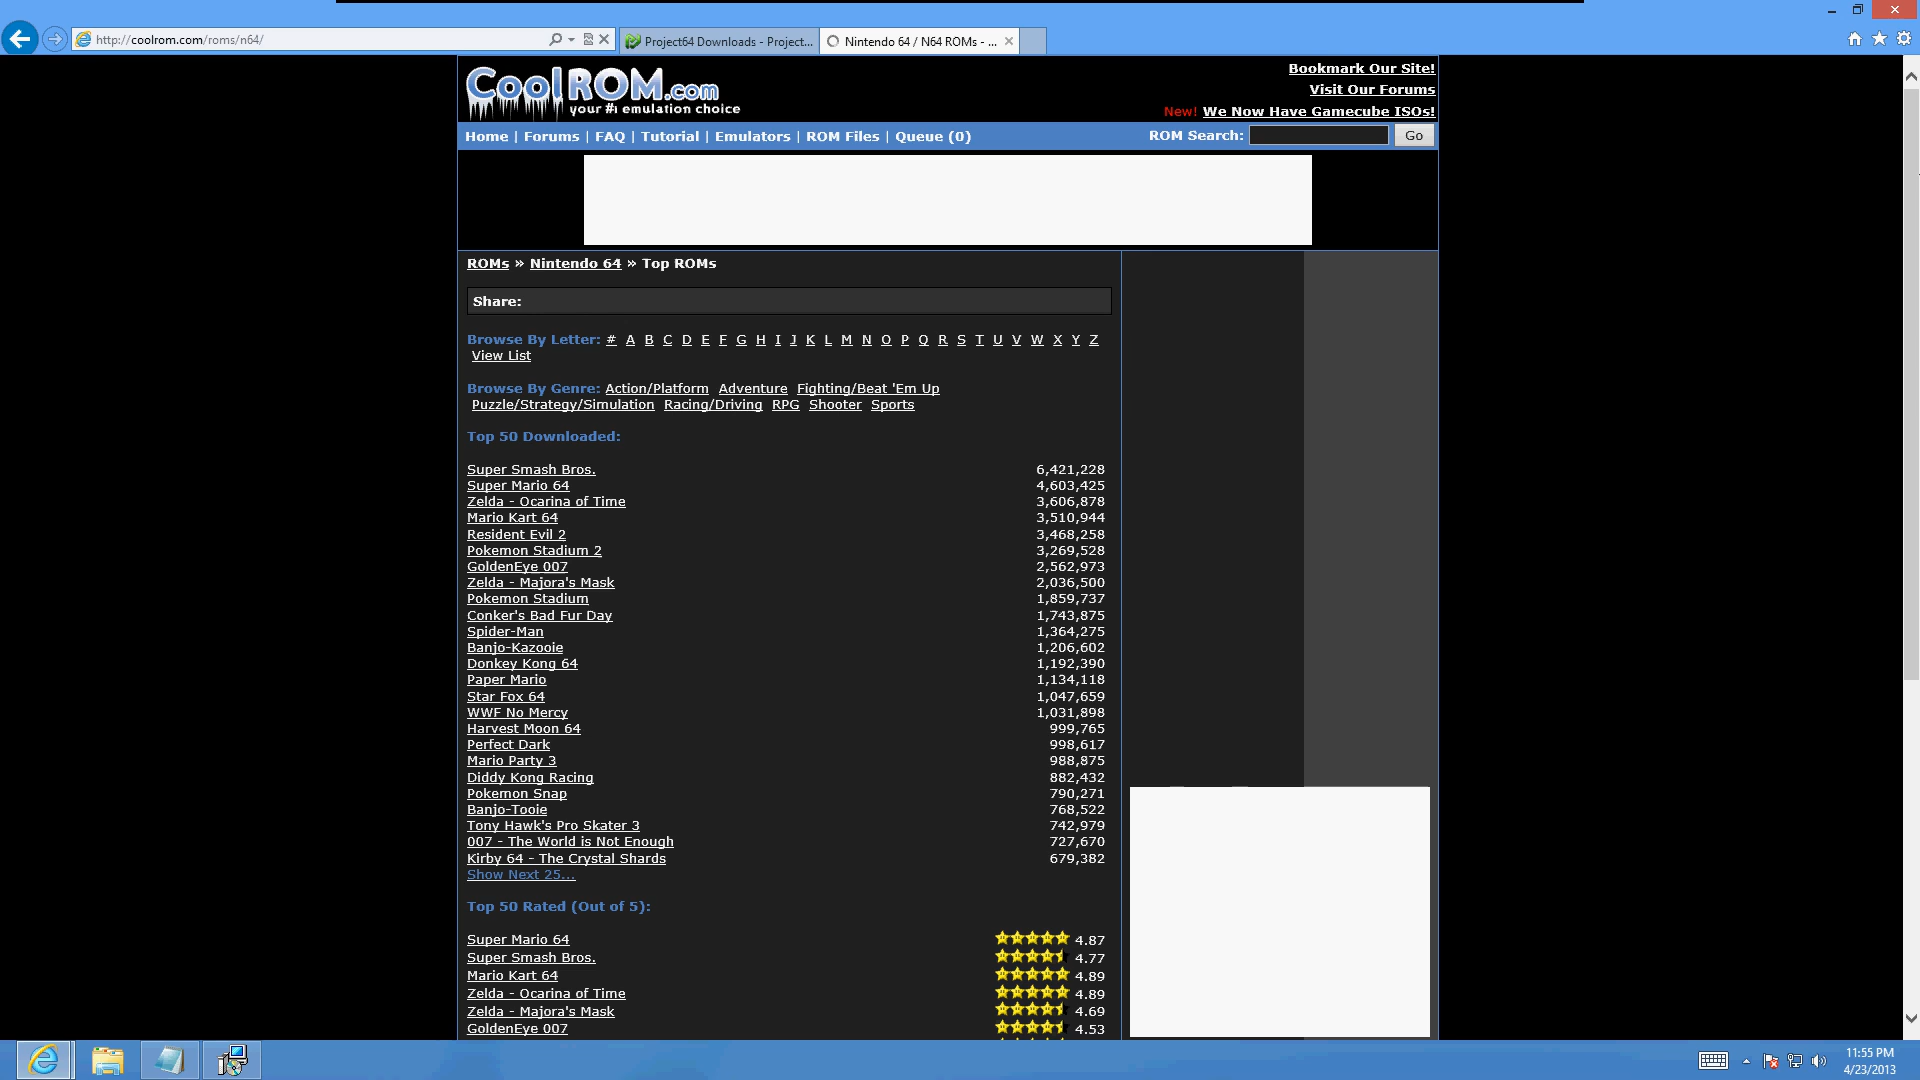 http://coolrom.com/roms/n64/
Project64 Downloads - Project...
Nintendo 64 / N64 ROMs - ...
CoolROM.com
your #1 emulation choice
Bookmark Our Site!
Visit Our Forums
New! We Now Have Gamecube ISOs!
Home | Forums | FAQ | Tutorial | Emulators | ROM Files | Queue (0)
ROM Search:
Go
ROMs » Nintendo 64 » Top ROMs
Share:
Browse By Letter: # A B C D E F G H I J K L M N O P Q R S T U V W X Y Z
View List
Browse By Genre: Action/Platform Adventure Fighting/Beat 'Em Up
Puzzle/Strategy/Simulation Racing/Driving RPG Shooter Sports
Top 50 Downloaded:
Super Smash Bros. 6,421,228
Super Mario 64 4,603,425
Zelda - Ocarina of Time 3,606,878
Mario Kart 64 3,510,944
Resident Evil 2 3,468,258
Pokemon Stadium 2 3,269,528
GoldenEye 007 2,562,973
Zelda - Majora's Mask 2,036,500
Pokemon Stadium 1,859,737
Conker's Bad Fur Day 1,743,875
Spider-Man 1,364,275
Banjo-Kazooie 1,206,602
Donkey Kong 64 1,192,390
Paper Mario 1,134,118
Star Fox 64 1,047,659
WWF No Mercy 1,031,898
Harvest Moon 64 999,765
Perfect Dark 998,617
Mario Party 3 988,875
Diddy Kong Racing 882,432
Pokemon Snap 790,271
Banjo-Tooie 768,522
Tony Hawk's Pro Skater 3 742,979
007 - The World is Not Enough 727,670
Kirby 64 - The Crystal Shards 679,382
Show Next 25...
Top 50 Rated (Out of 5):
Super Mario 64 4.87
Super Smash Bros. 4.77
Mario Kart 64 4.89
Zelda - Ocarina of Time 4.89
Zelda - Majora's Mask 4.69
GoldenEye 007 4.53
11:55 PM
4/23/2013